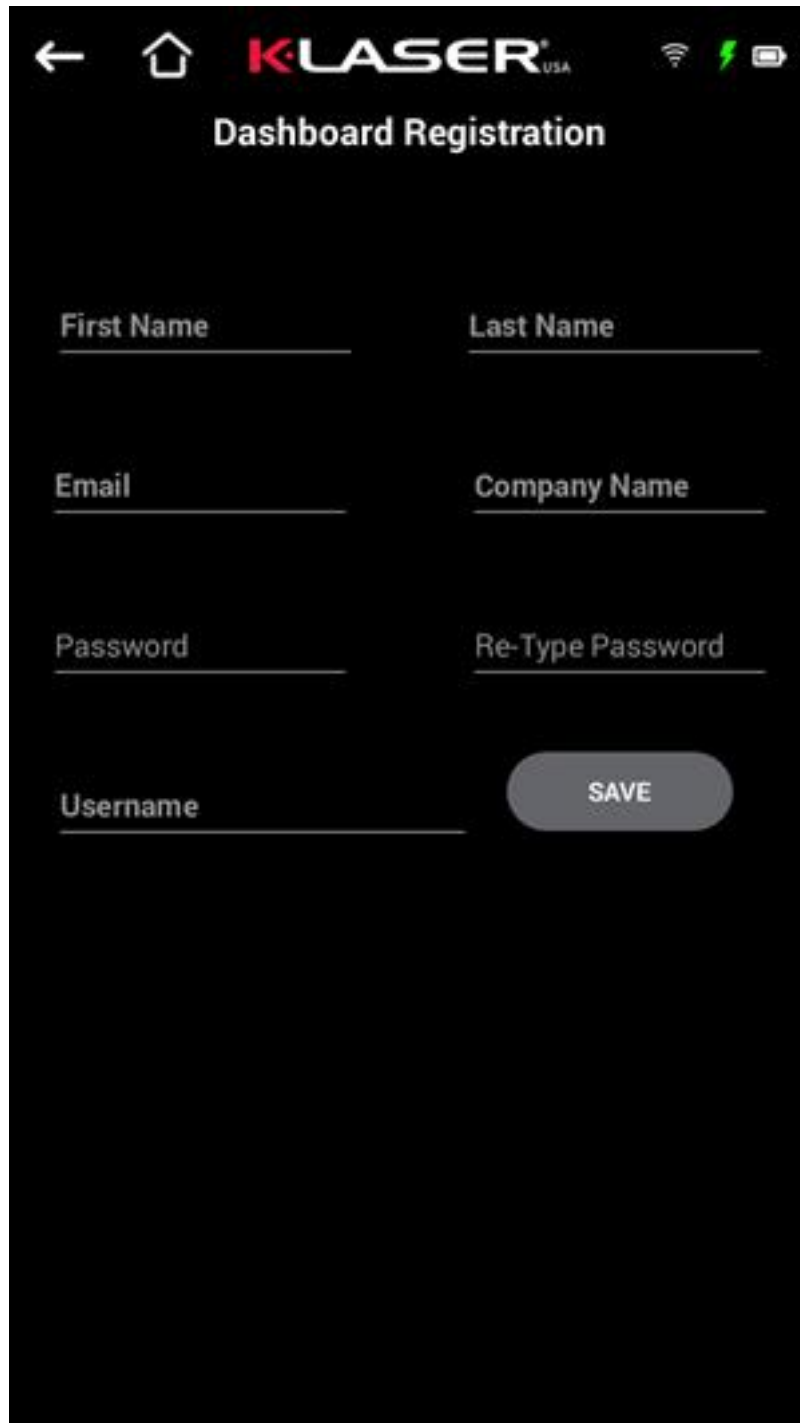 K-LASER® USA
Dashboard Registration
First Name Last Name
Email Company Name
Password Re-Type Password
Username SAVE